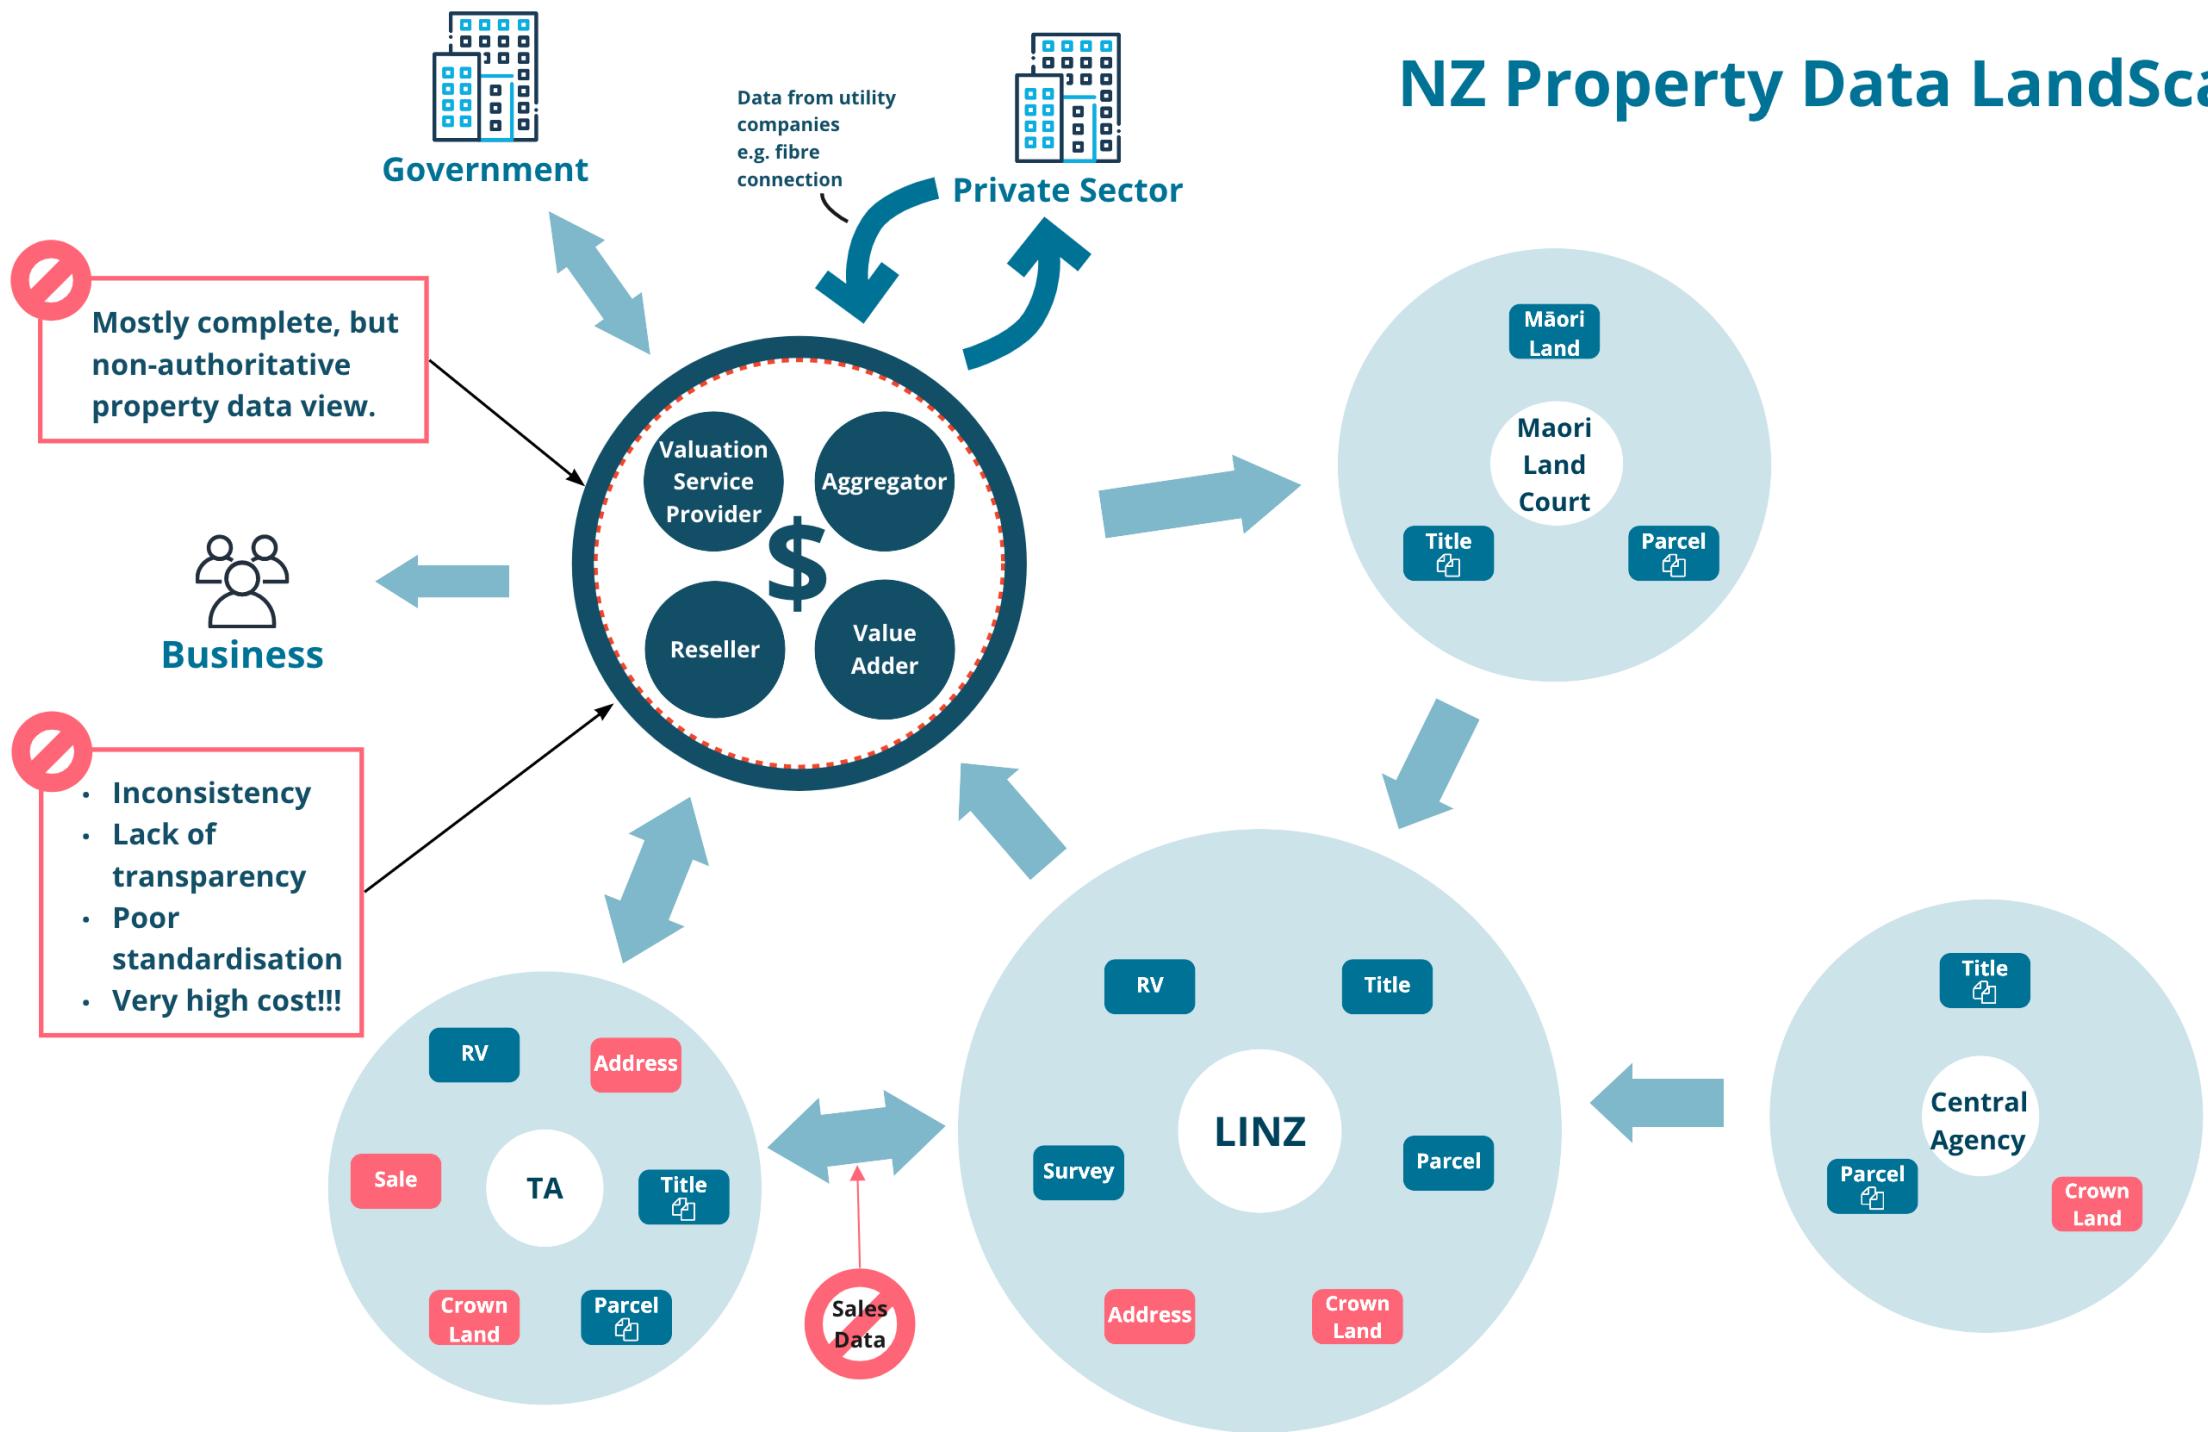 NZ Property Data LandSca
Government
Data from utility
companies
e.g. fibre
connection
Private Sector
Mostly complete, but
non-authoritative
property data view.
Valuation
Service
Provider
Aggregator
$
Reseller
Value
Adder
Business
Māori
Land
Maori
Land
Court
Title
Parcel
• Inconsistency
• Lack of
transparency
• Poor
standardisation
• Very high cost!!!
RV
Address
Sale
TA
Title
Crown
Land
Parcel
Sales
Data
RV
Title
LINZ
Survey
Parcel
Address
Crown
Land
Title
Central
Agency
Parcel
Crown
Land